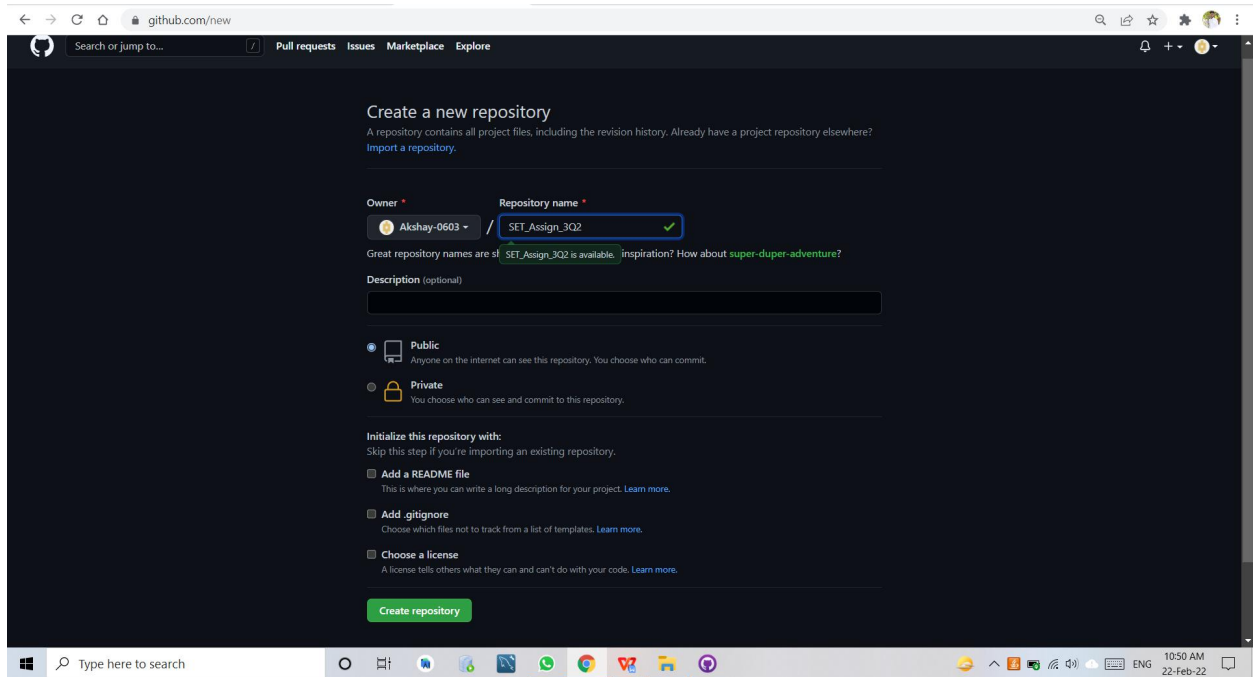 github.com/new
Search or jump to... / Pull requests Issues Marketplace Explore
Create a new repository
A repository contains all project files, including the revision history. Already have a project repository elsewhere?
Import a repository.
Owner * Repository name *
Akshay-0603 / SET_Assign_3Q2
Great repository names are sh SET_Assign_3Q2 is available. inspiration? How about super-duper-adventure?
Description (optional)
Public
Anyone on the internet can see this repository. You choose who can commit.
Private
You choose who can see and commit to this repository.
Initialize this repository with:
Skip this step if you're importing an existing repository.
Add a README file
This is where you can write a long description for your project. Learn more.
Add .gitignore
Choose which files not to track from a list of templates. Learn more.
Choose a license
A license tells others what they can and can't do with your code. Learn more.
Create repository
Type here to search ENG 10:50 AM
22-Feb-22